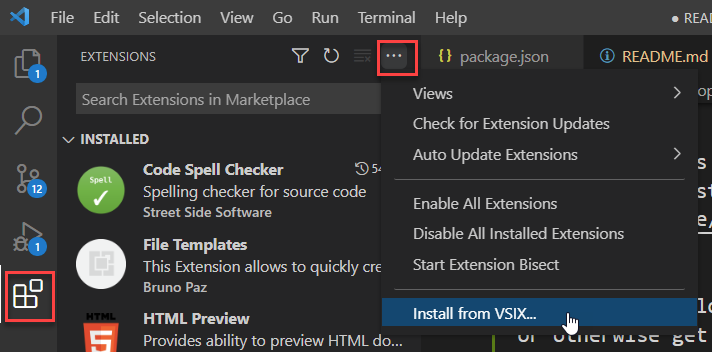 File Edit Selection View Go Run Terminal Help
EXTENSIONS
{} package.json
README.md
1
Search Extensions in Marketplace
Views
Check for Extension Updates
Auto Update Extensions
INSTALLED
Code Spell Checker
54
Spell
Spelling checker for source code
Street Side Software
12
Enable All Extensions
Disable All Installed Extensions
Start Extension Bisect
File Templates
This Extension allows to quickly cre
Bruno Paz
1
HTML Preview
Provides ability to preview HTML do...
HTML
5
Install from VSIX...
or otherwise get